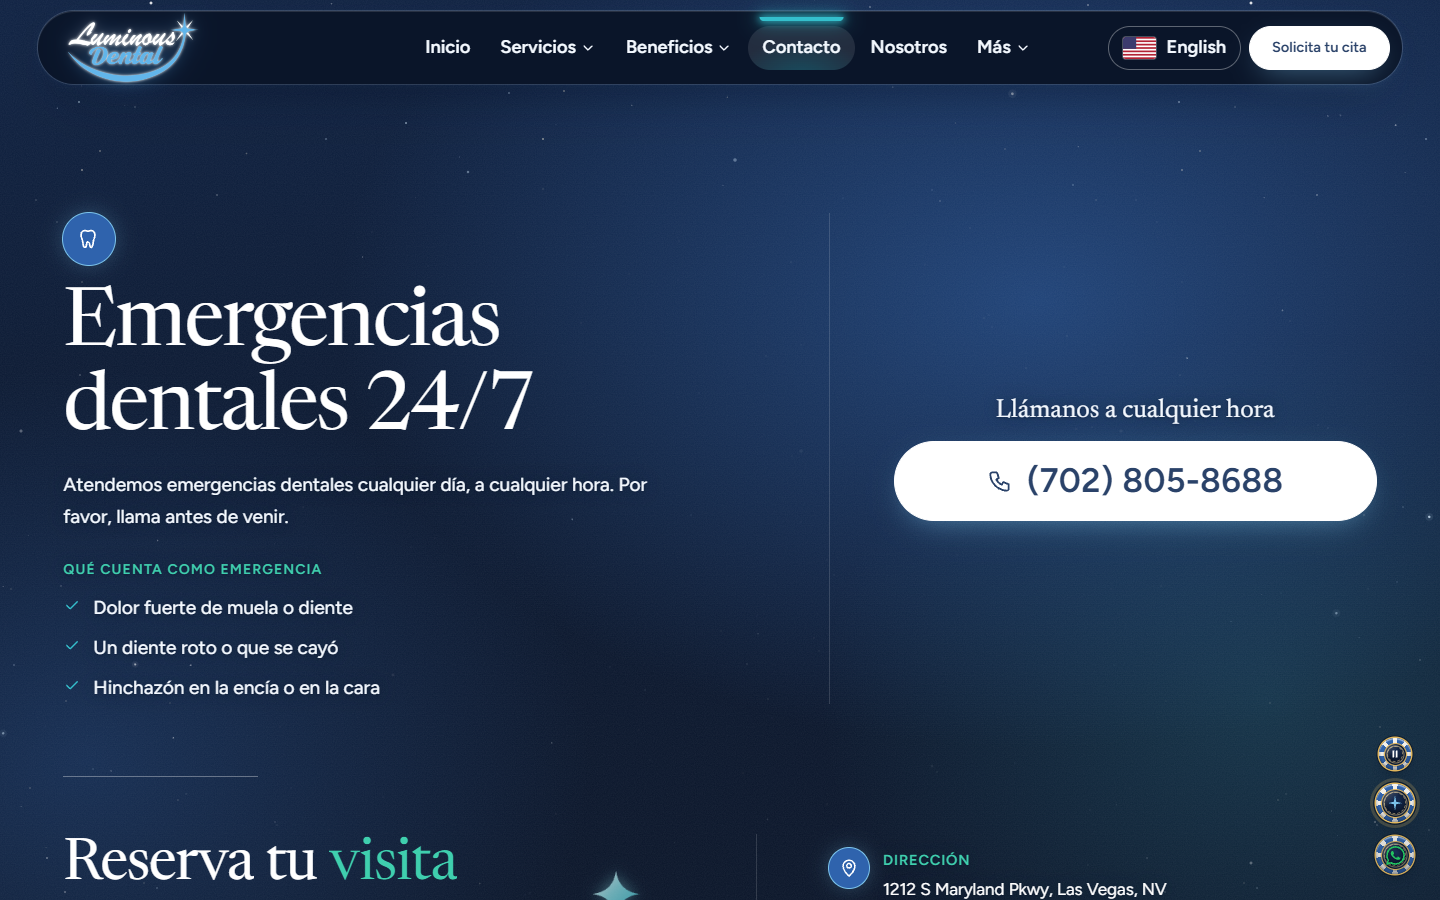 Luminous
Dental
Inicio
Servicios
Beneficios
Contacto
Nosotros
Más
English
Solicita tu cita
Emergencias
dentales 24/7
Atendemos emergencias dentales cualquier día, a cualquier hora. Por
favor, llama antes de venir.
QUÉ CUENTA COMO EMERGENCIA
Dolor fuerte de muela o diente
Un diente roto o que se cayó
Hinchazón en la encía o en la cara
Llámanos a cualquier hora
(702) 805-8688
Reserva tu visita
DIRECCIÓN
1212 S Maryland Pkwy, Las Vegas, NV